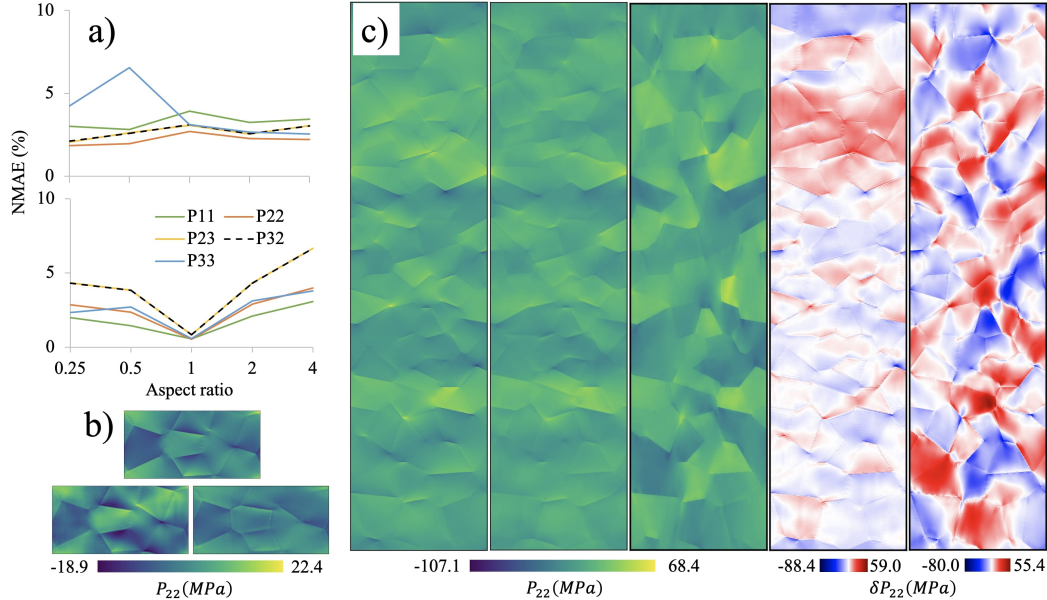 a)
10
5
0
NMAE (%)
10
5
0
P11 P22
P23 P32
P33
0.25 0.5 1 2 4
Aspect ratio
b)
-18.9 22.4
P₂₂(MPa)
c)
-107.1 68.4
P₂₂(MPa)
-88.4 59.0 -80.0 55.4
δP₂₂(MPa)